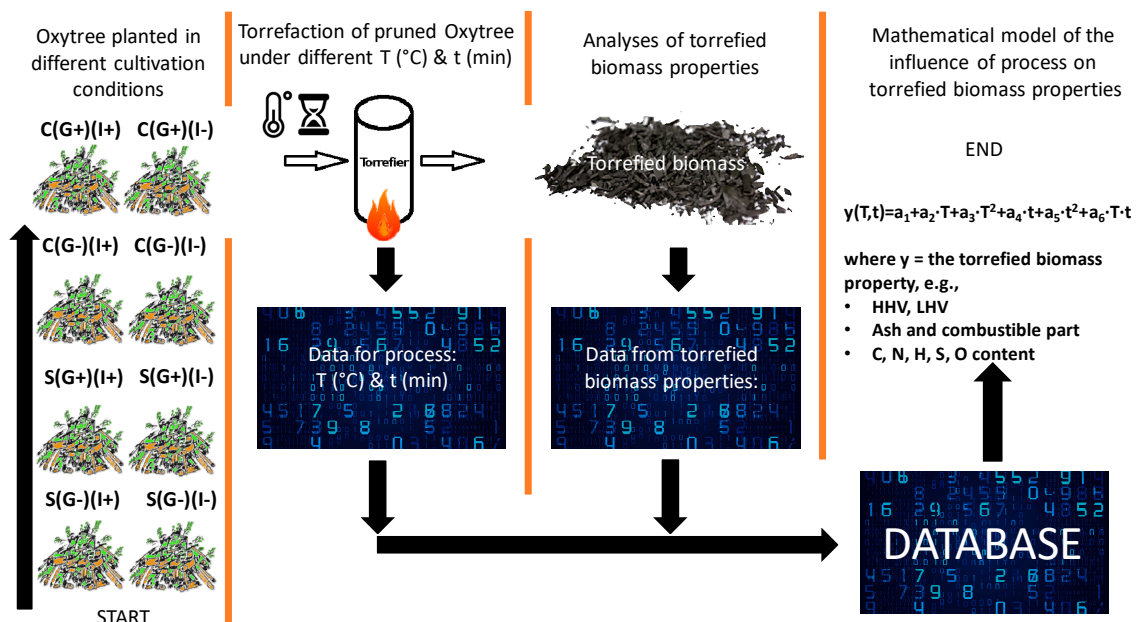 Oxytree planted in
different cultivation
conditions
C(G+)(I+) C(G+)(I-)
C(G-)(I+) C(G-)(I-)
S(G+)(I+) S(G+)(I-)
S(G-)(I+) S(G-)(I-)
START
Torrefaction of pruned Oxytree
under different T (°C) & t (min)
Torrefier
Data for process:
T (°C) & t (min)
Analyses of torrefied
biomass properties
Torrefied biomass
Data from torrefied
biomass properties:
Mathematical model of the
influence of process on
torrefied biomass properties
END
y(T,t)=a₁+a₂·T+a₃·T²+a₄·t+a₅·t²+a₆·T·t
where y = the torrefied biomass
property, e.g.,
• HHV, LHV
• Ash and combustible part
• C, N, H, S, O content
DATABASE